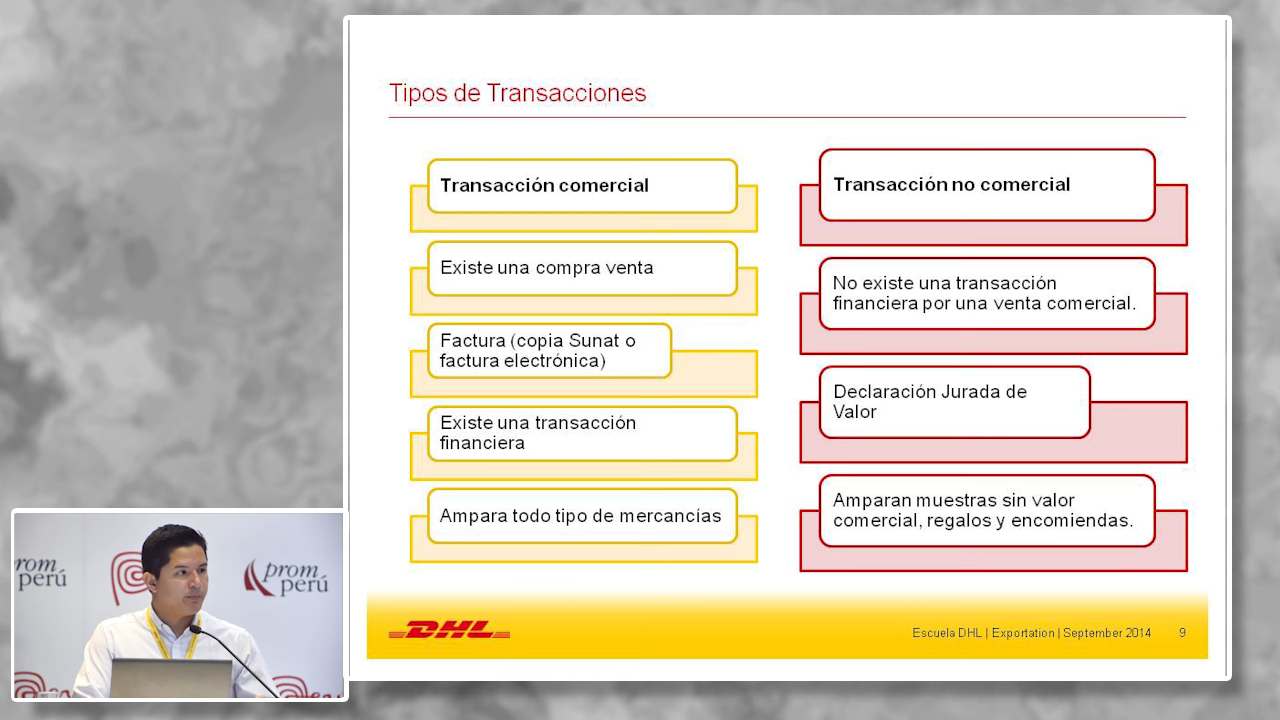 Tipos de Transacciones
Transacción comercial
Existe una compra venta
Factura (copia Sunat o
factura electrónica)
Existe una transacción
financiera
Ampara todo tipo de mercancías
Transacción no comercial
No existe una transacción
financiera por una venta comercial.
Declaración Jurada de
Valor
Amparan muestras sin valor
comercial, regalos y encomiendas.
DHL
Escuela DHL | Exportation | September 2014 9
rom
perú
prom
perú